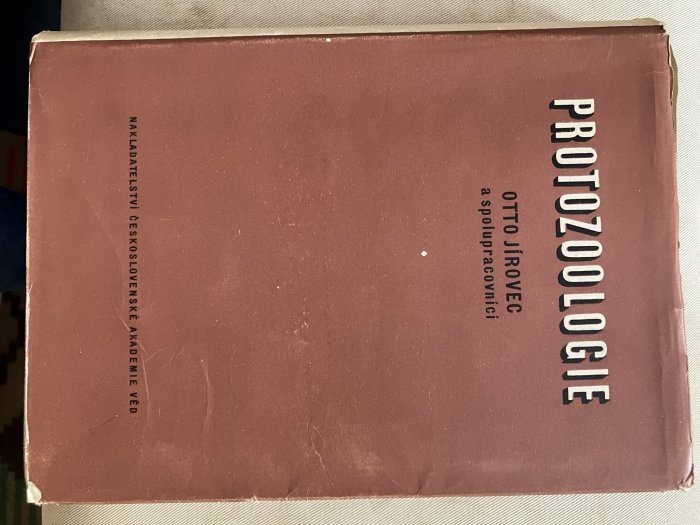 PROTOZOOLOGIE
OTTO JÍROVEC
a spolupracovníci
NAKLADATELSTVÍ ČESKOSLOVENSKÉ AKADEMIE VĚD